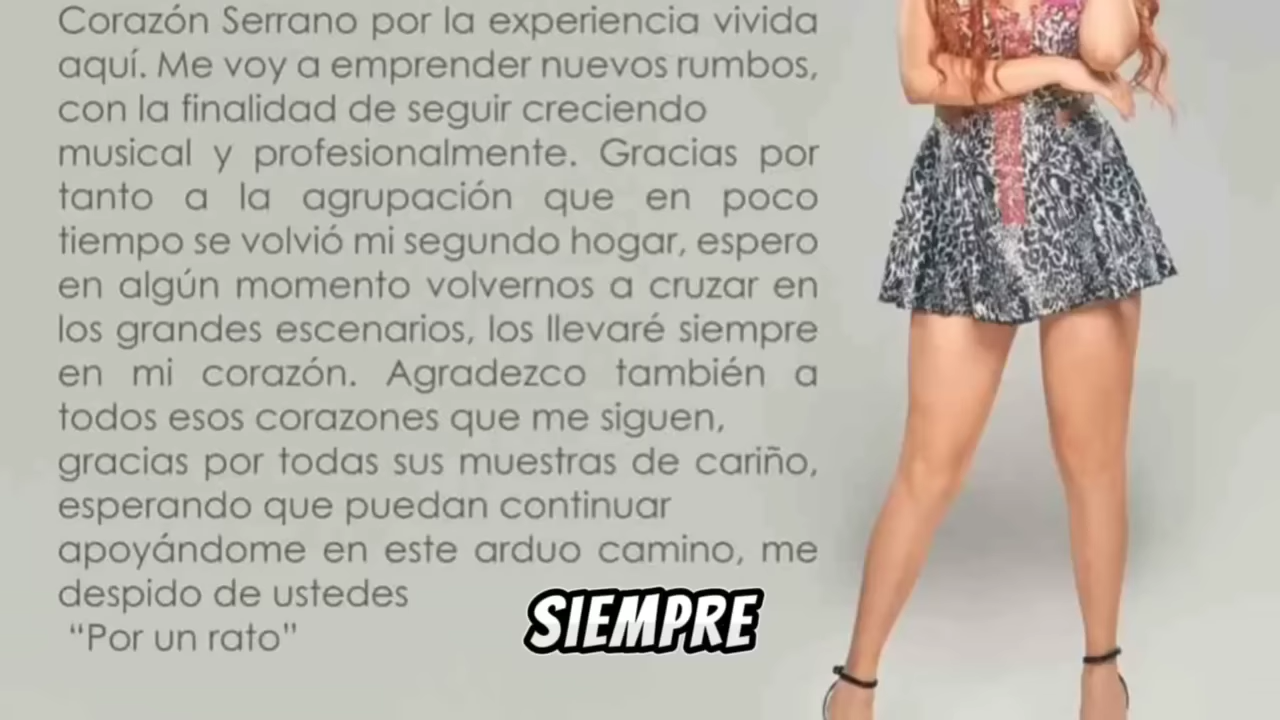 Corazón Serrano por la experiencia vivida
aquí. Me voy a emprender nuevos rumbos,
con la finalidad de seguir creciendo
musical y profesionalmente. Gracias por
tanto a la agrupación que en poco
tiempo se volvió mi segundo hogar, espero
en algún momento volvernos a cruzar en
los grandes escenarios, los llevaré siempre
en mi corazón. Agradezco también a
todos esos corazones que me siguen,
gracias por todas sus muestras de cariño,
esperando que puedan continuar
apoyándome en este arduo camino, me
despido de ustedes
“Por un rato”
SIEMPRE